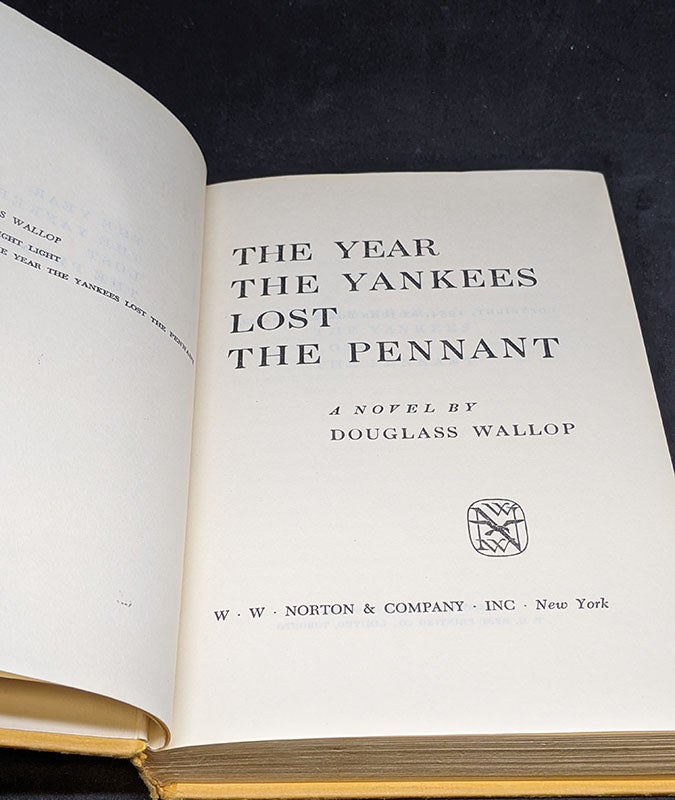 S WALLOP
GHT LIGHT
E YEAR THE YANKEES LOST THE PENNANT
THE YEAR
THE YANKEES
LOST
THE PENNANT
A NOVEL BY
DOUGLASS WALLOP
W · W · NORTON & COMPANY · INC · New York